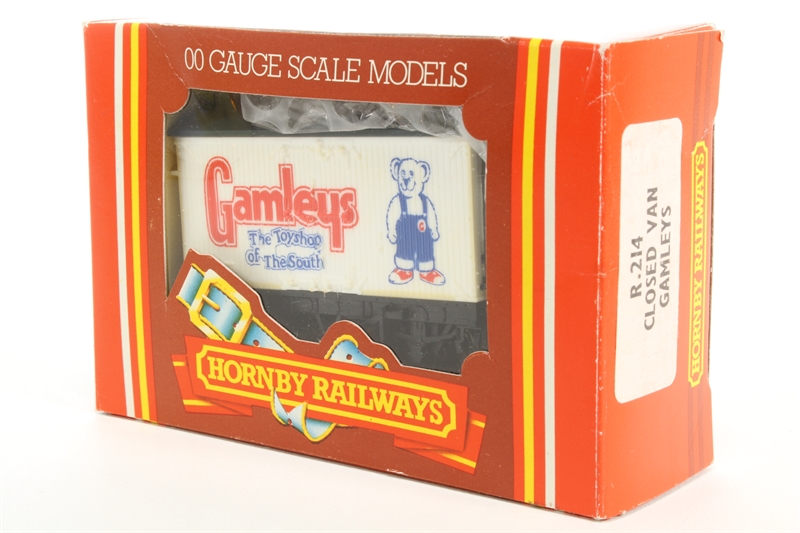 00 GAUGE SCALE MODELS
Gamleys
The Toyshop
of The South
G
HORNBY RAILWAYS
R.214
CLOSED VAN
GAMLEYS
HORNBY RAILWAYS